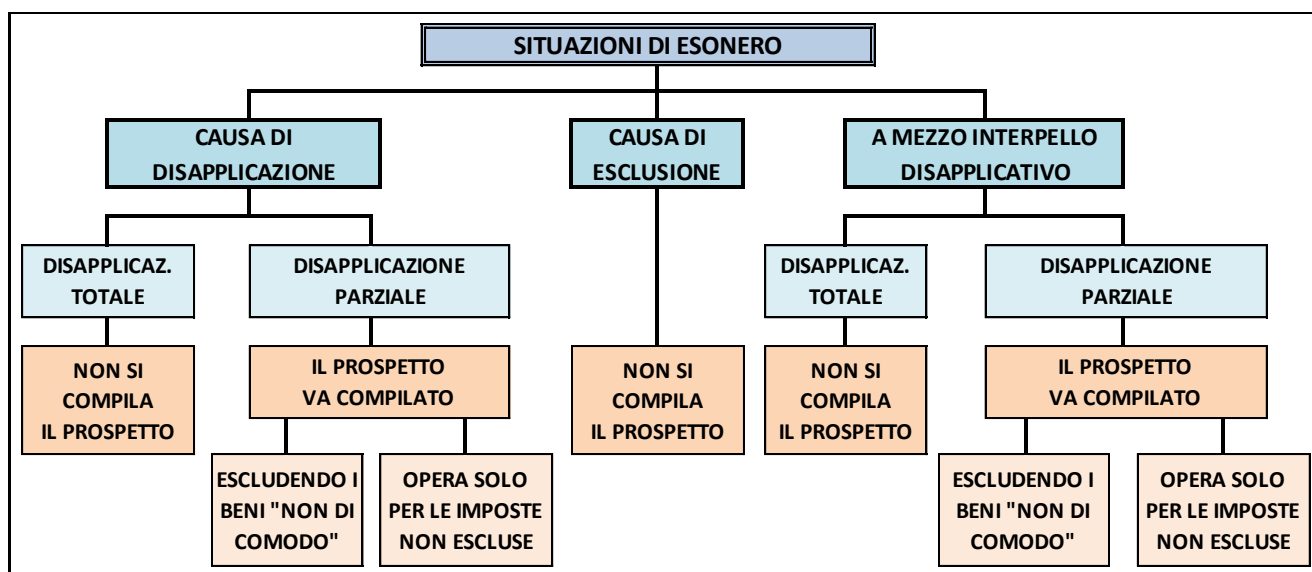 SITUAZIONI DI ESONERO
CAUSA DI
DISAPPLICAZIONE
CAUSA DI
ESCLUSIONE
A MEZZO INTERPELLO
DISAPPLICATIVO
DISAPPLICAZ.
TOTALE
DISAPPLICAZIONE
PARZIALE
DISAPPLICAZ.
TOTALE
DISAPPLICAZIONE
PARZIALE
NON SI
COMPILA
IL PROSPETTO
IL PROSPETTO
VA COMPILATO
NON SI
COMPILA
IL PROSPETTO
NON SI
COMPILA
IL PROSPETTO
IL PROSPETTO
VA COMPILATO
ESCLUDENDO I
BENI "NON DI
COMODO"
OPERA SOLO
PER LE IMPOSTE
NON ESCLUSE
ESCLUDENDO I
BENI "NON DI
COMODO"
OPERA SOLO
PER LE IMPOSTE
NON ESCLUSE